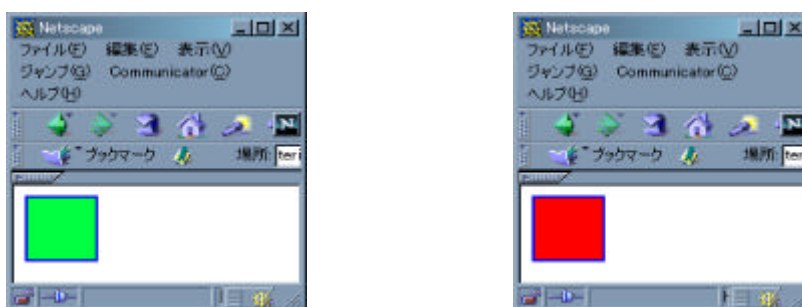 Netscape
ファイル(F) 編集(E) 表示(V)
ジャンプ(G) Communicator(C)
ヘルプ(H)
N
ブックマーク 場所: ter
Netscape
ファイル(F) 編集(E) 表示(V)
ジャンプ(G) Communicator(C)
ヘルプ(H)
N
ブックマーク 場所: ter